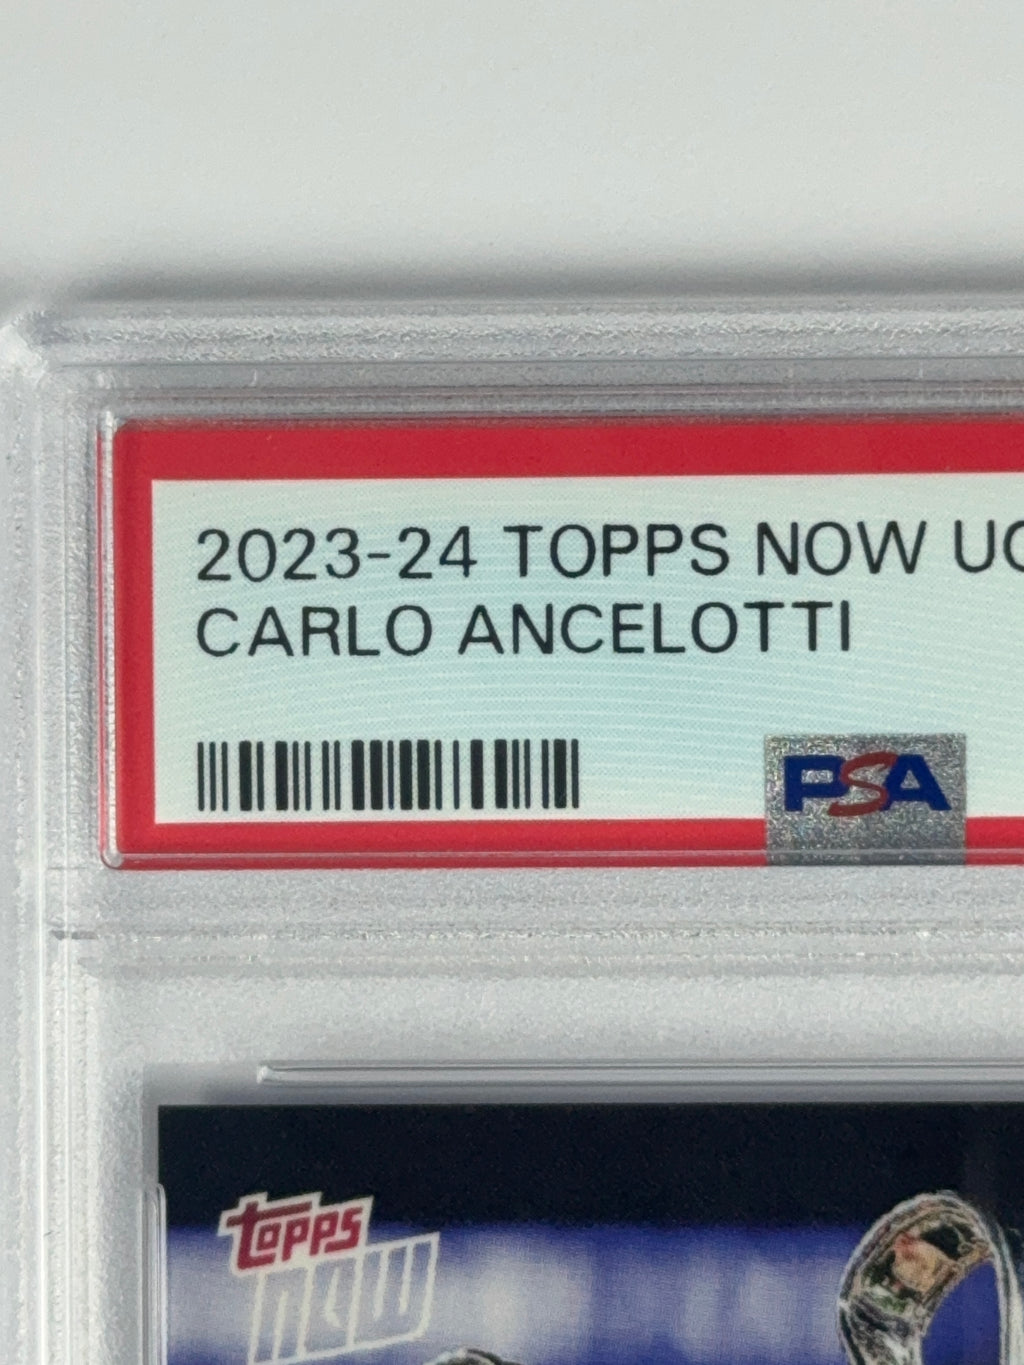 2023-24 TOPPS NOW UC
CARLO ANCELOTTI
PSA
topps
now